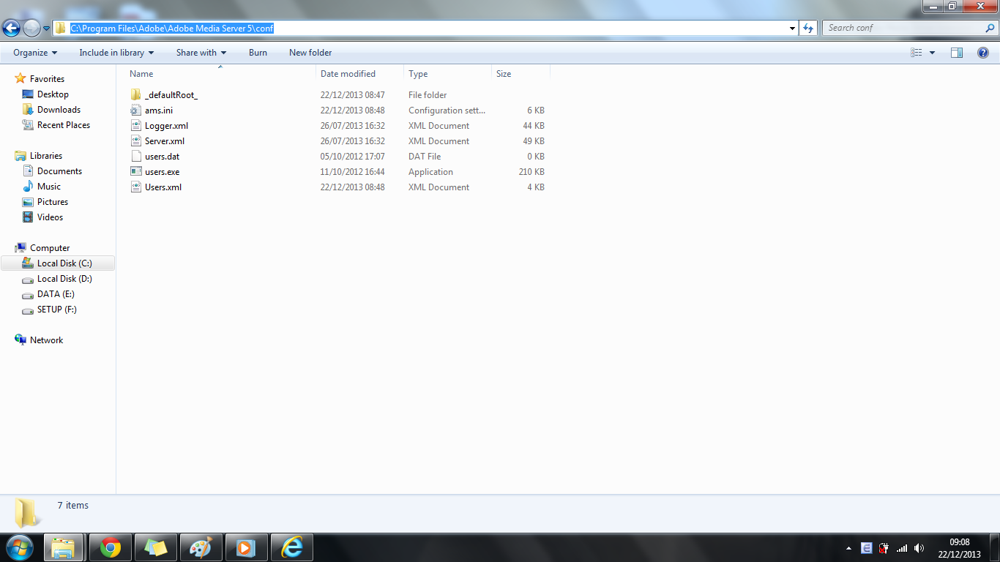 C:\Program Files\Adobe\Adobe Media Server 5\conf
Search conf
Organize Include in library Share with Burn New folder
Name Date modified Type Size
Favorites
Desktop
Downloads
Recent Places
Libraries
Documents
Music
Pictures
Videos
Computer
Local Disk (C:)
Local Disk (D:)
DATA (E:)
SETUP (F:)
Network
_defaultRoot_ 22/12/2013 08:47 File folder
ams.ini 22/12/2013 08:48 Configuration sett... 6 KB
Logger.xml 26/07/2013 16:32 XML Document 44 KB
Server.xml 26/07/2013 16:32 XML Document 49 KB
users.dat 05/10/2012 17:07 DAT File 0 KB
users.exe 11/10/2012 16:44 Application 210 KB
Users.xml 22/12/2013 08:48 XML Document 4 KB
7 items
E
09:08
22/12/2013